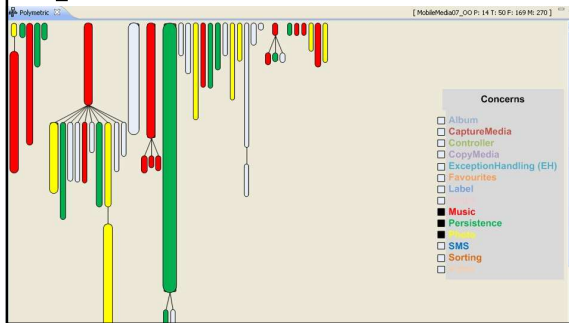 Polymetric
[ MobileMedia07_OO P: 14 T: 50 F: 169 M: 270 ]
Concerns
Album
CaptureMedia
Controller
CopyMedia
ExceptionHandling (EH)
Favourites
Label
Music
Persistence
Photo
SMS
Sorting